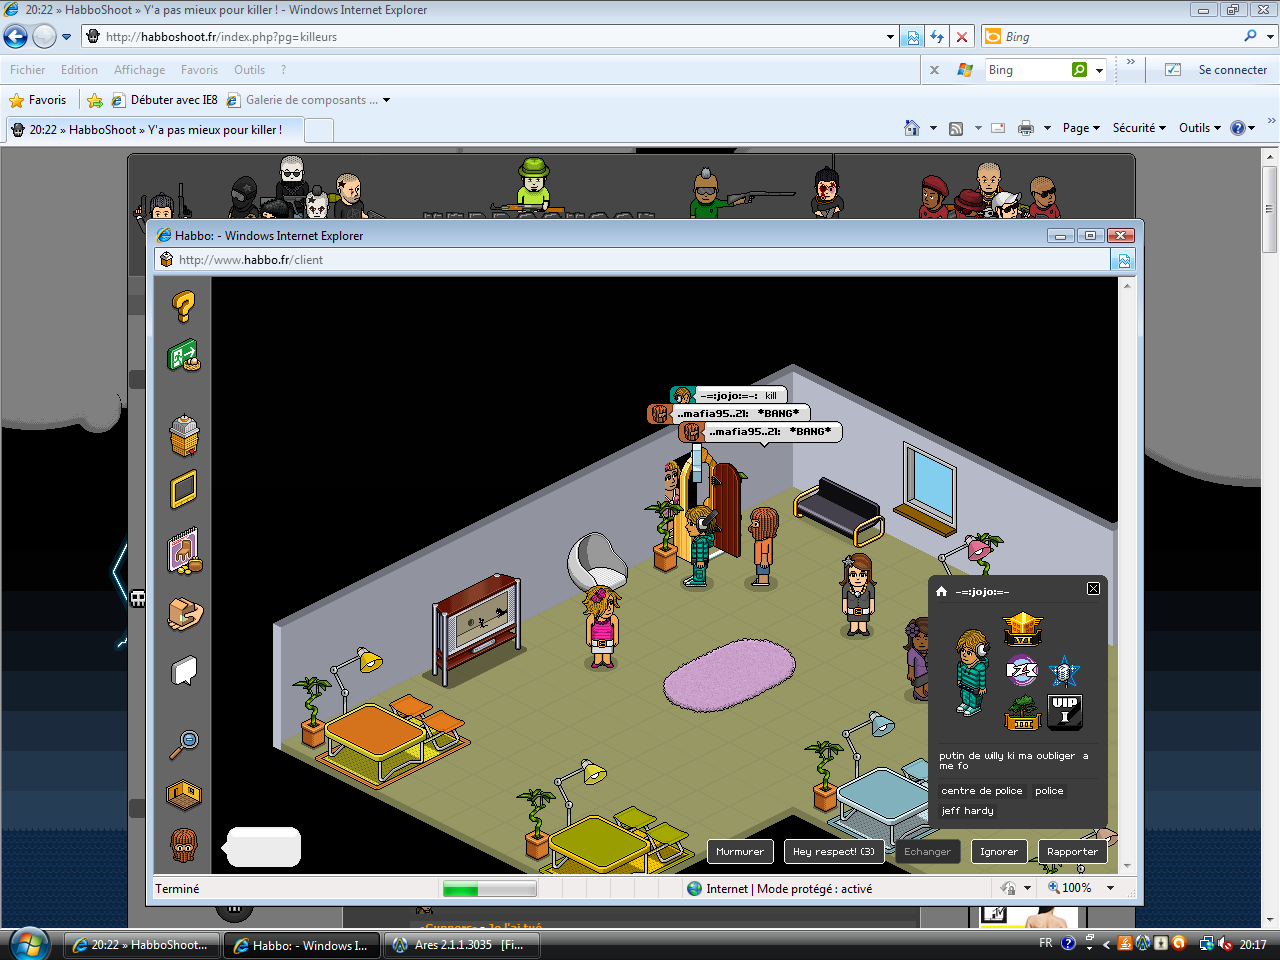 20:22 » HabboShoot » Y'a pas mieux pour killer ! - Windows Internet Explorer
http://habboshoot.fr/index.php?pg=killeurs
Bing
Fichier Edition Affichage Favoris Outils ?
Bing
Se connecter
Favoris
Débuter avec IE8
Galerie de composants ...
20:22 » HabboShoot » Y'a pas mieux pour killer !
Page
Sécurité
Outils
Habbo: - Windows Internet Explorer
http://www.habbo.fr/client
-=:jojo:=-: kill
..mafia95..21: *BANG*
..mafia95..21: *BANG*
-=:jojo:=-
VIP
I
putin de willy ki ma oubliger a
me fo
centre de police
police
jeff hardy
Murmurer
Hey respect! (3)
Echanger
Ignorer
Rapporter
Terminé
Internet | Mode protégé : activé
100%
MTV
20:22 » HabboShoot...
Habbo: - Windows I...
Ares 2.1.1.3035 [Fi...
FR
20:17